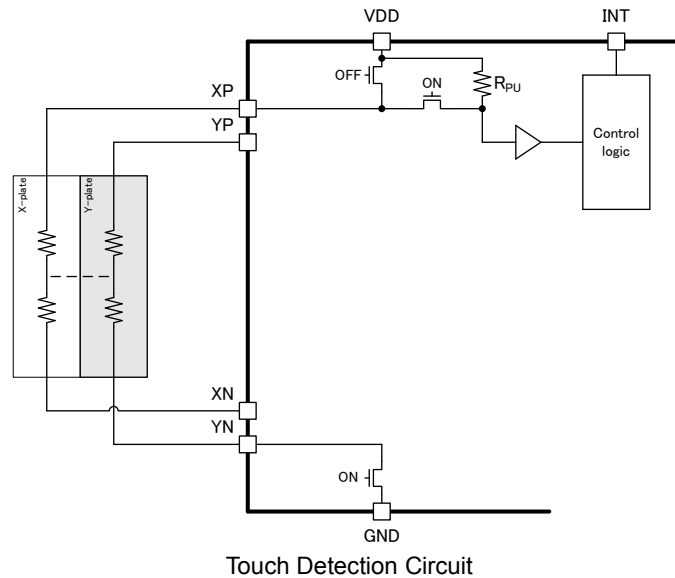 VDD
INT
OFF
ON
RPU
XP
YP
Control
logic
X-plate
Y-plate
XN
YN
ON
GND
Touch Detection Circuit